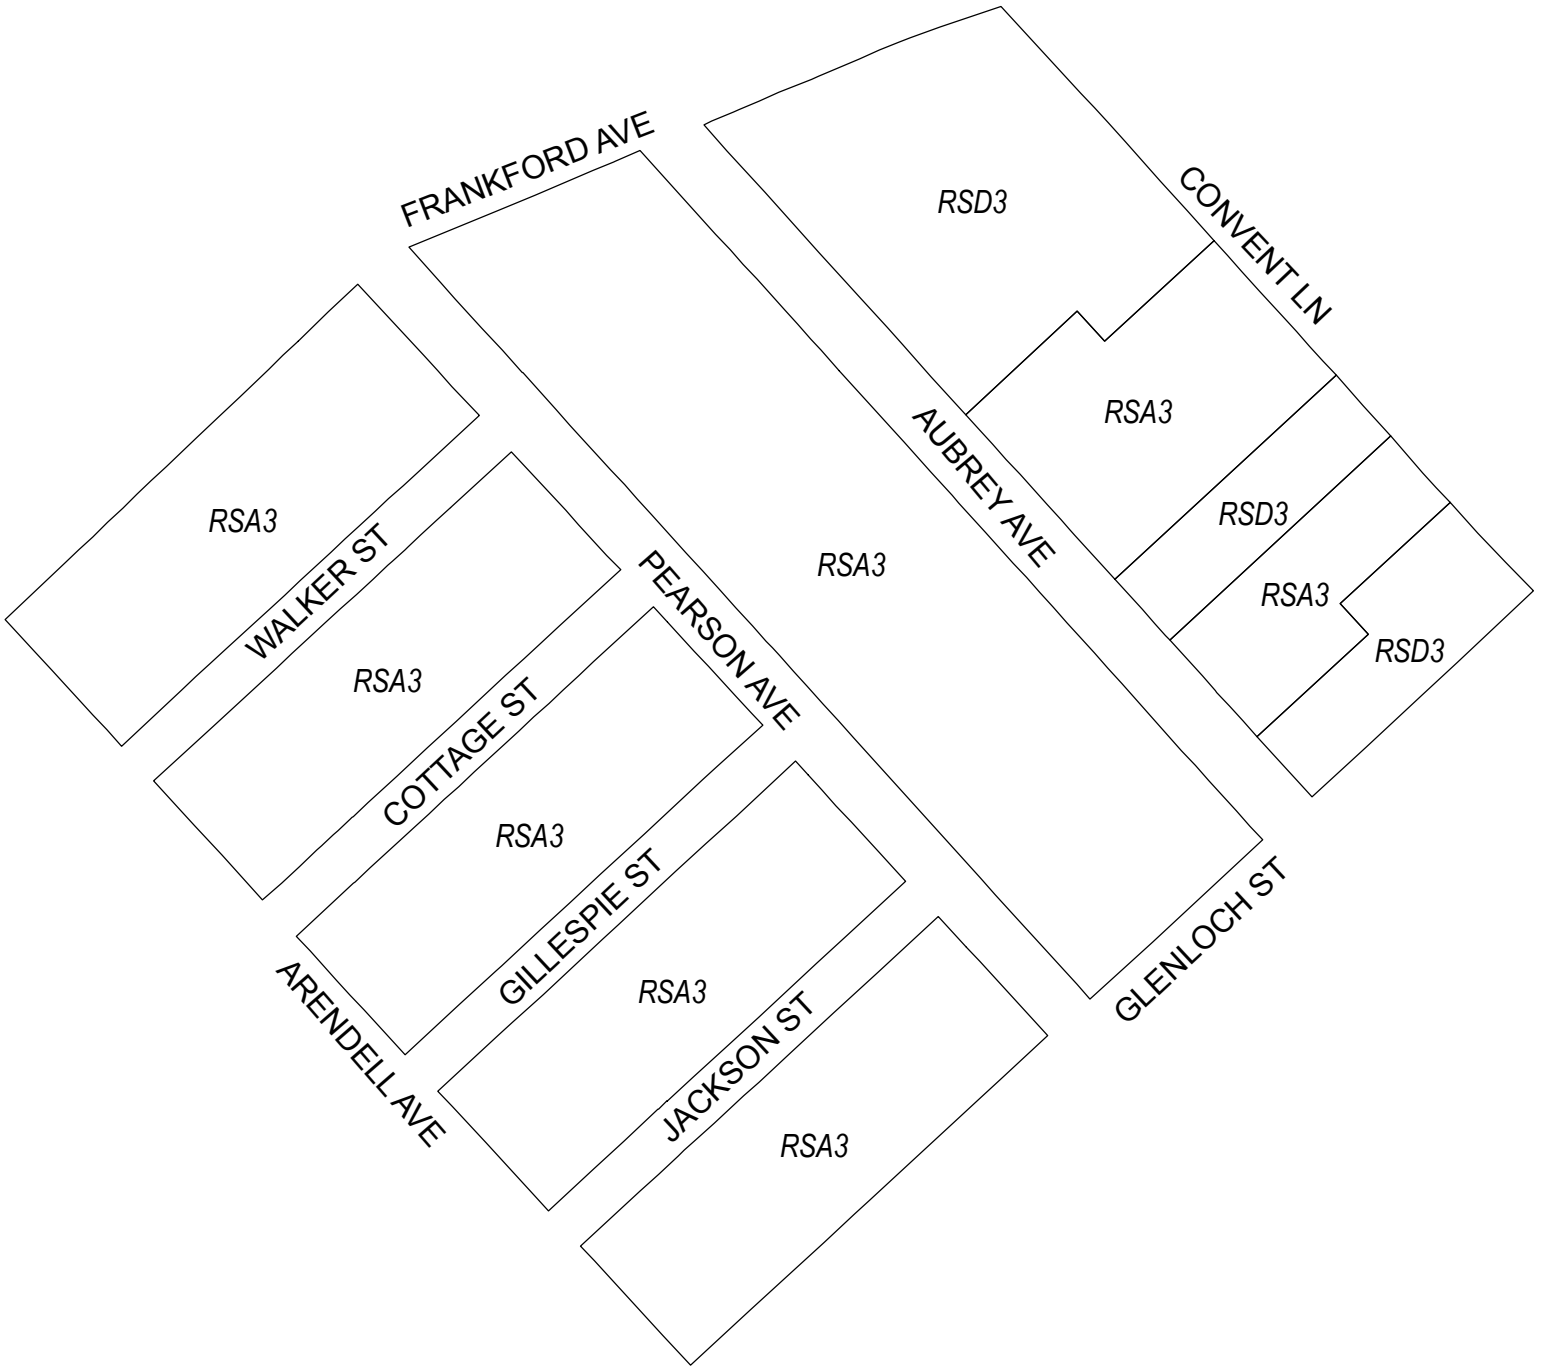 FRANKFORD AVE
CONVENT LN
RSD3
RSA3
AUBREY AVE
RSD3
RSA3
RSD3
RSA3
WALKER ST
RSA3
PEARSON AVE
RSA3
COTTAGE ST
RSA3
GILLESPIE ST
GLENLOCH ST
ARENDELL AVE
RSA3
JACKSON ST
RSA3
RSA3